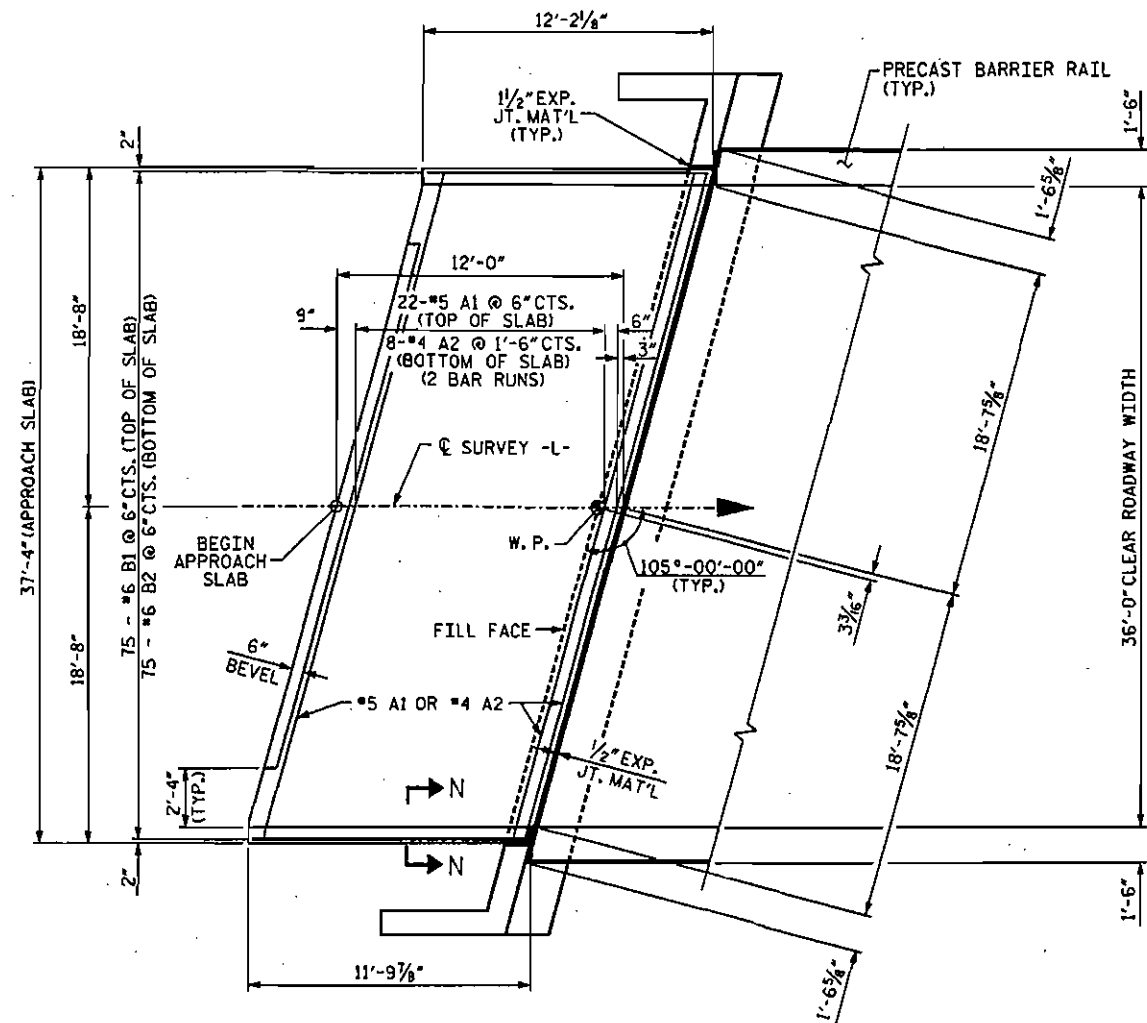 12'-2 1/8"
PRECAST BARRIER RAIL
(TYP.)
1 1/2" EXP.
JT. MAT'L
(TYP.)
1'-6"
2"
1'-6 5/8"
12'-0"
22-#5 A1 @ 6" CTS.
(TOP OF SLAB)
9"
6"
8-#4 A2 @ 1'-6" CTS.
(BOTTOM OF SLAB)
(2 BAR RUNS)
3"
18'-8"
37'-4" (APPROACH SLAB)
75 - #6 B1 @ 6" CTS. (TOP OF SLAB)
75 - #6 B2 @ 6" CTS. (BOTTOM OF SLAB)
18'-7 5/8"
36'-0" CLEAR ROADWAY WIDTH
℄ SURVEY -L-
BEGIN
APPROACH
SLAB
W.P.
105°-00'-00"
(TYP.)
3 3/16"
FILL FACE
18'-8"
6"
BEVEL
#5 A1 OR #4 A2
18'-7 5/8"
1/2" EXP.
JT. MAT'L
2'-4"
(TYP.)
N
N
2"
1'-6"
11'-9 7/8"
1'-6 5/8"